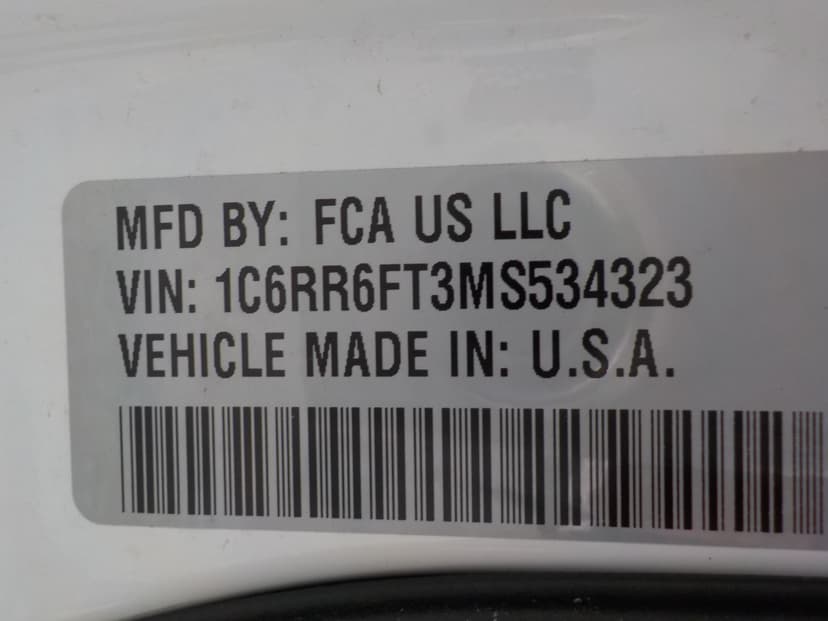 MFD BY: FCA US LLC
VIN: 1C6RR6FT3MS534323
VEHICLE MADE IN: U.S.A.